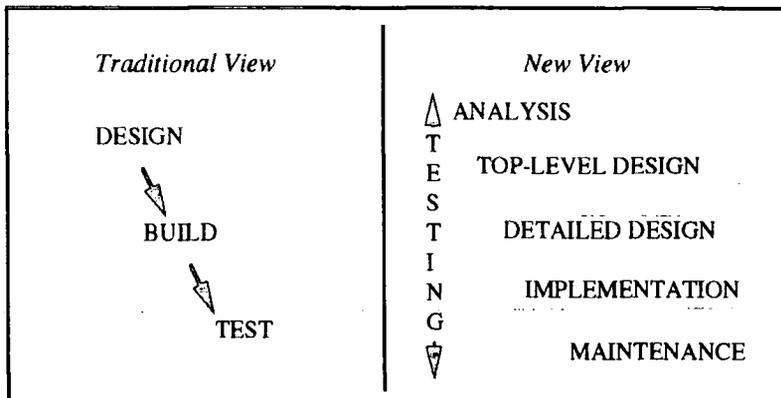 Traditional View
DESIGN
BUILD
TEST
New View
TESTING
ANALYSIS
TOP-LEVEL DESIGN
DETAILED DESIGN
IMPLEMENTATION
MAINTENANCE